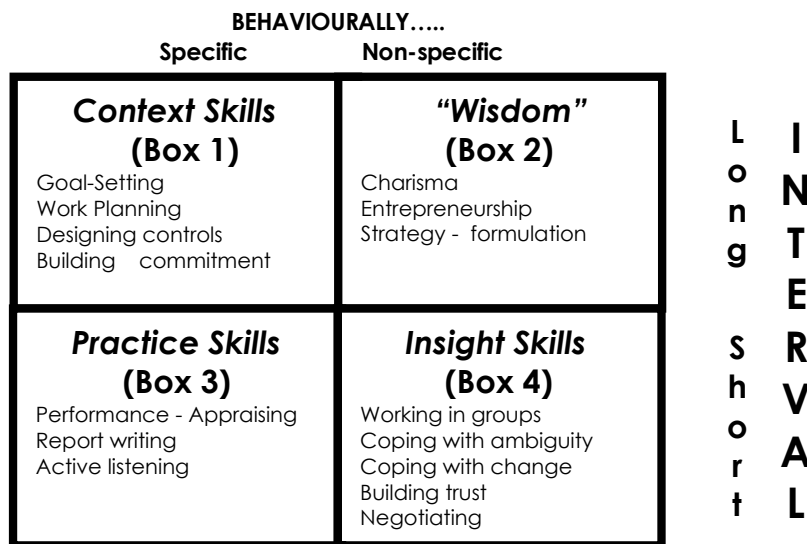 BEHAVIOURALLY…..
Specific Non-specific
Context Skills
(Box 1)
Goal-Setting
Work Planning
Designing controls
Building commitment
“Wisdom”
(Box 2)
Charisma
Entrepreneurship
Strategy - formulation
Practice Skills
(Box 3)
Performance - Appraising
Report writing
Active listening
Insight Skills
(Box 4)
Working in groups
Coping with ambiguity
Coping with change
Building trust
Negotiating
Long
Short
INTERVAL